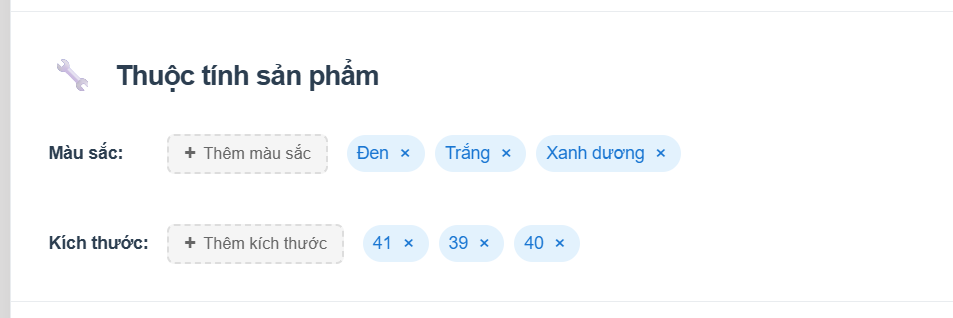 Thuộc tính sản phẩm
Màu sắc: + Thêm màu sắc Đen × Trắng × Xanh dương ×
Kích thước: + Thêm kích thước 41 × 39 × 40 ×